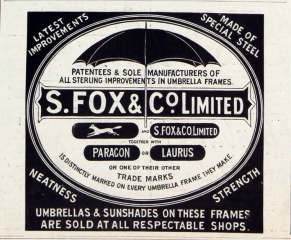 LATEST
IMPROVEMENTS
MADE OF
SPECIAL STEEL
PATENTEES & SOLE MANUFACTURERS OF
ALL STERLING IMPROVEMENTS IN UMBRELLA FRAMES.
S. FOX & Co LIMITED
AND S.FOX&COLIMITED
TOGETHER WITH
PARAGON OR LAURUS
OR ONE OF THEIR OTHER
TRADE MARKS
IS DISTINCTLY MARKED ON EVERY UMBRELLA FRAME THEY MAKE.
NEATNESS
STRENGTH
UMBRELLAS & SUNSHADES ON THESE FRAMES
ARE SOLD AT ALL RESPECTABLE SHOPS.